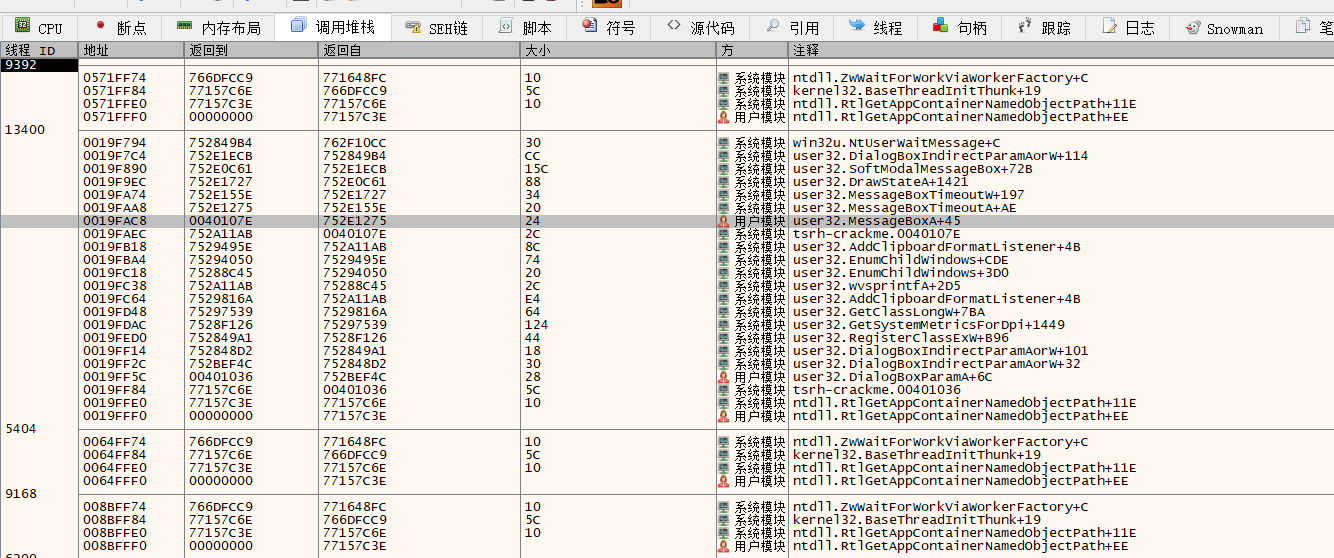 CPU 断点 内存布局 调用堆栈 SEH链 脚本 符号 源代码 引用 线程 句柄 跟踪 日志 Snowman 笔
线程 ID 地址 返回到 返回自 大小 方 注释
9392
0571FF74 766DFCC9 771648FC 10 系统模块 ntdll.ZwWaitForWorkViaWorkerFactory+C
0571FF84 77157C6E 766DFCC9 5C 系统模块 kernel32.BaseThreadInitThunk+19
0571FFE0 77157C3E 77157C6E 10 系统模块 ntdll.RtlGetAppContainerNamedObjectPath+11E
0571FFF0 00000000 77157C3E 用户模块 ntdll.RtlGetAppContainerNamedObjectPath+EE
13400
0019F794 752849B4 762F10CC 30 系统模块 win32u.NtUserWaitMessage+C
0019F7C4 752E1ECB 752849B4 CC 系统模块 user32.DialogBoxIndirectParamAorW+114
0019F890 752E0C61 752E1ECB 15C 系统模块 user32.SoftModalMessageBox+72B
0019F9EC 752E1727 752E0C61 88 系统模块 user32.DrawStateA+1421
0019FA74 752E155E 752E1727 34 系统模块 user32.MessageBoxTimeoutW+197
0019FAA8 752E1275 752E155E 20 系统模块 user32.MessageBoxTimeoutA+AE
0019FAC8 0040107E 752E1275 24 用户模块 user32.MessageBoxA+45
0019FAEC 752A11AB 0040107E 2C 系统模块 tsrh-crackme.0040107E
0019FB18 7529495E 752A11AB 8C 系统模块 user32.AddClipboardFormatListener+4B
0019FBA4 75294050 7529495E 74 系统模块 user32.EnumChildWindows+CDE
0019FC18 75288C45 75294050 20 系统模块 user32.EnumChildWindows+3D0
0019FC38 752A11AB 75288C45 2C 系统模块 user32.wvsprintfA+2D5
0019FC64 7529816A 752A11AB E4 系统模块 user32.AddClipboardFormatListener+4B
0019FD48 75297539 7529816A 64 系统模块 user32.GetClassLongW+7BA
0019FDAC 7528F126 75297539 124 系统模块 user32.GetSystemMetricsForDpi+1449
0019FED0 752849A1 7528F126 44 系统模块 user32.RegisterClassExW+B96
0019FF14 752848D2 752849A1 18 系统模块 user32.DialogBoxIndirectParamAorW+101
0019FF2C 752BEF4C 752848D2 30 系统模块 user32.DialogBoxIndirectParamAorW+32
0019FF5C 00401036 752BEF4C 28 用户模块 user32.DialogBoxParamA+6C
0019FF84 77157C6E 00401036 5C 系统模块 tsrh-crackme.00401036
0019FFE0 77157C3E 77157C6E 10 系统模块 ntdll.RtlGetAppContainerNamedObjectPath+11E
0019FFF0 00000000 77157C3E 用户模块 ntdll.RtlGetAppContainerNamedObjectPath+EE
5404
0064FF74 766DFCC9 771648FC 10 系统模块 ntdll.ZwWaitForWorkViaWorkerFactory+C
0064FF84 77157C6E 766DFCC9 5C 系统模块 kernel32.BaseThreadInitThunk+19
0064FFE0 77157C3E 77157C6E 10 系统模块 ntdll.RtlGetAppContainerNamedObjectPath+11E
0064FFF0 00000000 77157C3E 用户模块 ntdll.RtlGetAppContainerNamedObjectPath+EE
9168
008BFF74 766DFCC9 771648FC 10 系统模块 ntdll.ZwWaitForWorkViaWorkerFactory+C
008BFF84 77157C6E 766DFCC9 5C 系统模块 kernel32.BaseThreadInitThunk+19
008BFFE0 77157C3E 77157C6E 10 系统模块 ntdll.RtlGetAppContainerNamedObjectPath+11E
008BFFF0 00000000 77157C3E 用户模块 ntdll.RtlGetAppContainerNamedObjectPath+EE